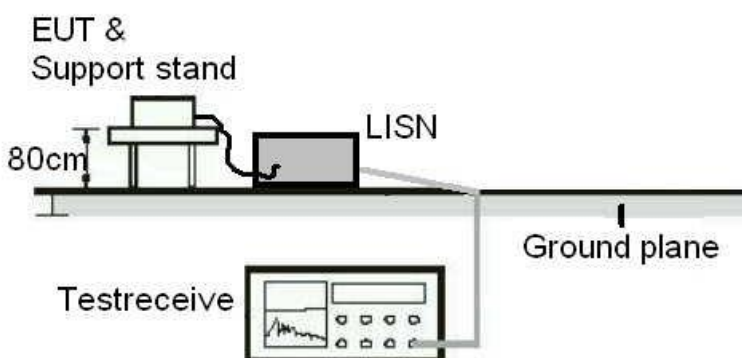 EUT &
Support stand
LISN
80cm
Ground plane
Testreceive